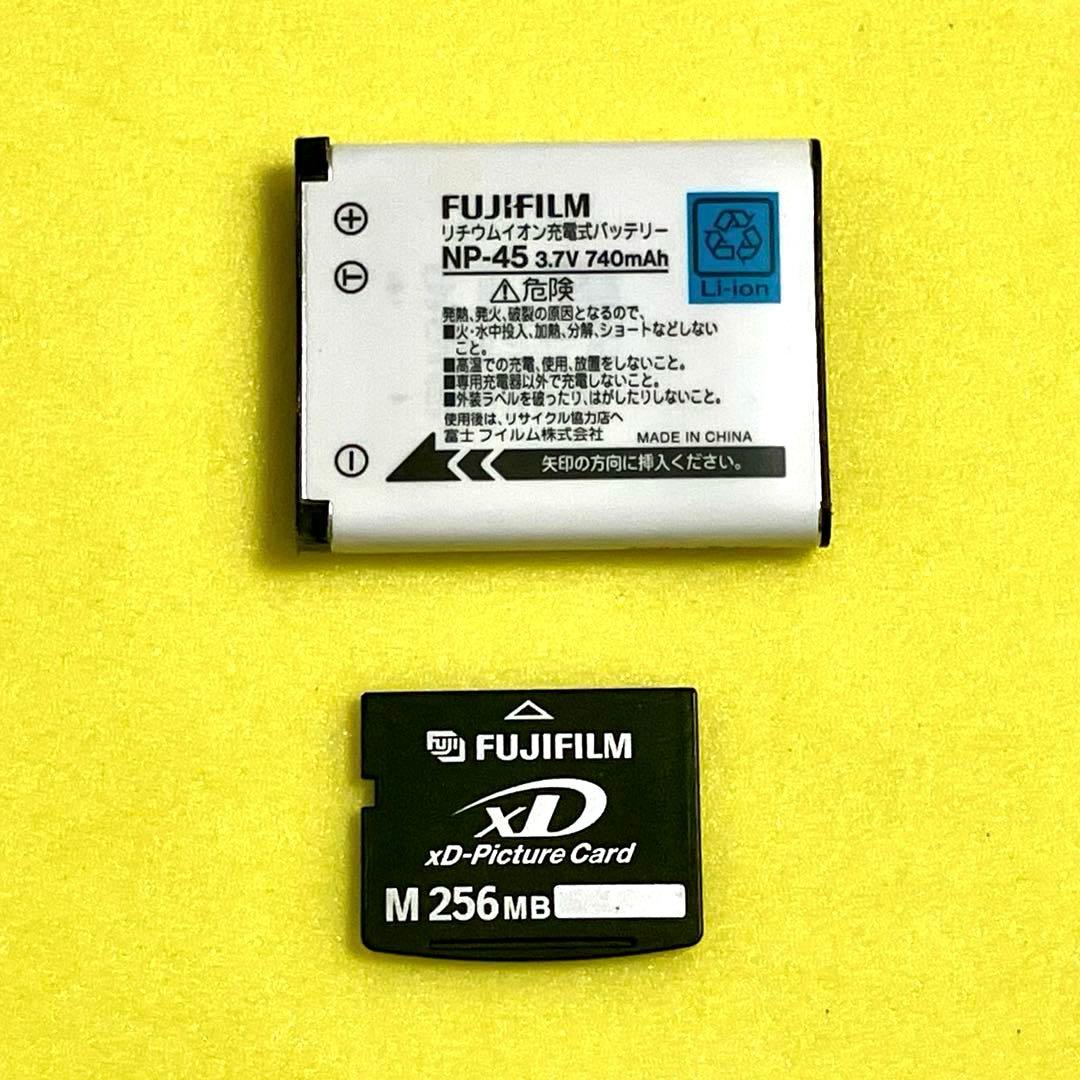 FUJIFILM
リチウムイオン充電式バッテリー
NP-45 3.7V 740mAh
Li-ion
⚠危険
発熱、発火、破裂の原因となるので、
■火・水中投入、加熱、分解、ショートなどしない
こと。
■高温での充電、使用、放置をしないこと。
■専用充電器以外で充電しないこと。
■外装ラベルを破ったり、はがしたりしないこと。
使用後は、リサイクル協力店へ
富士フイルム株式会社 MADE IN CHINA
矢印の方向に挿入ください。
+
T
−
FUJI FUJIFILM
xD
xD-Picture Card
M 256MB